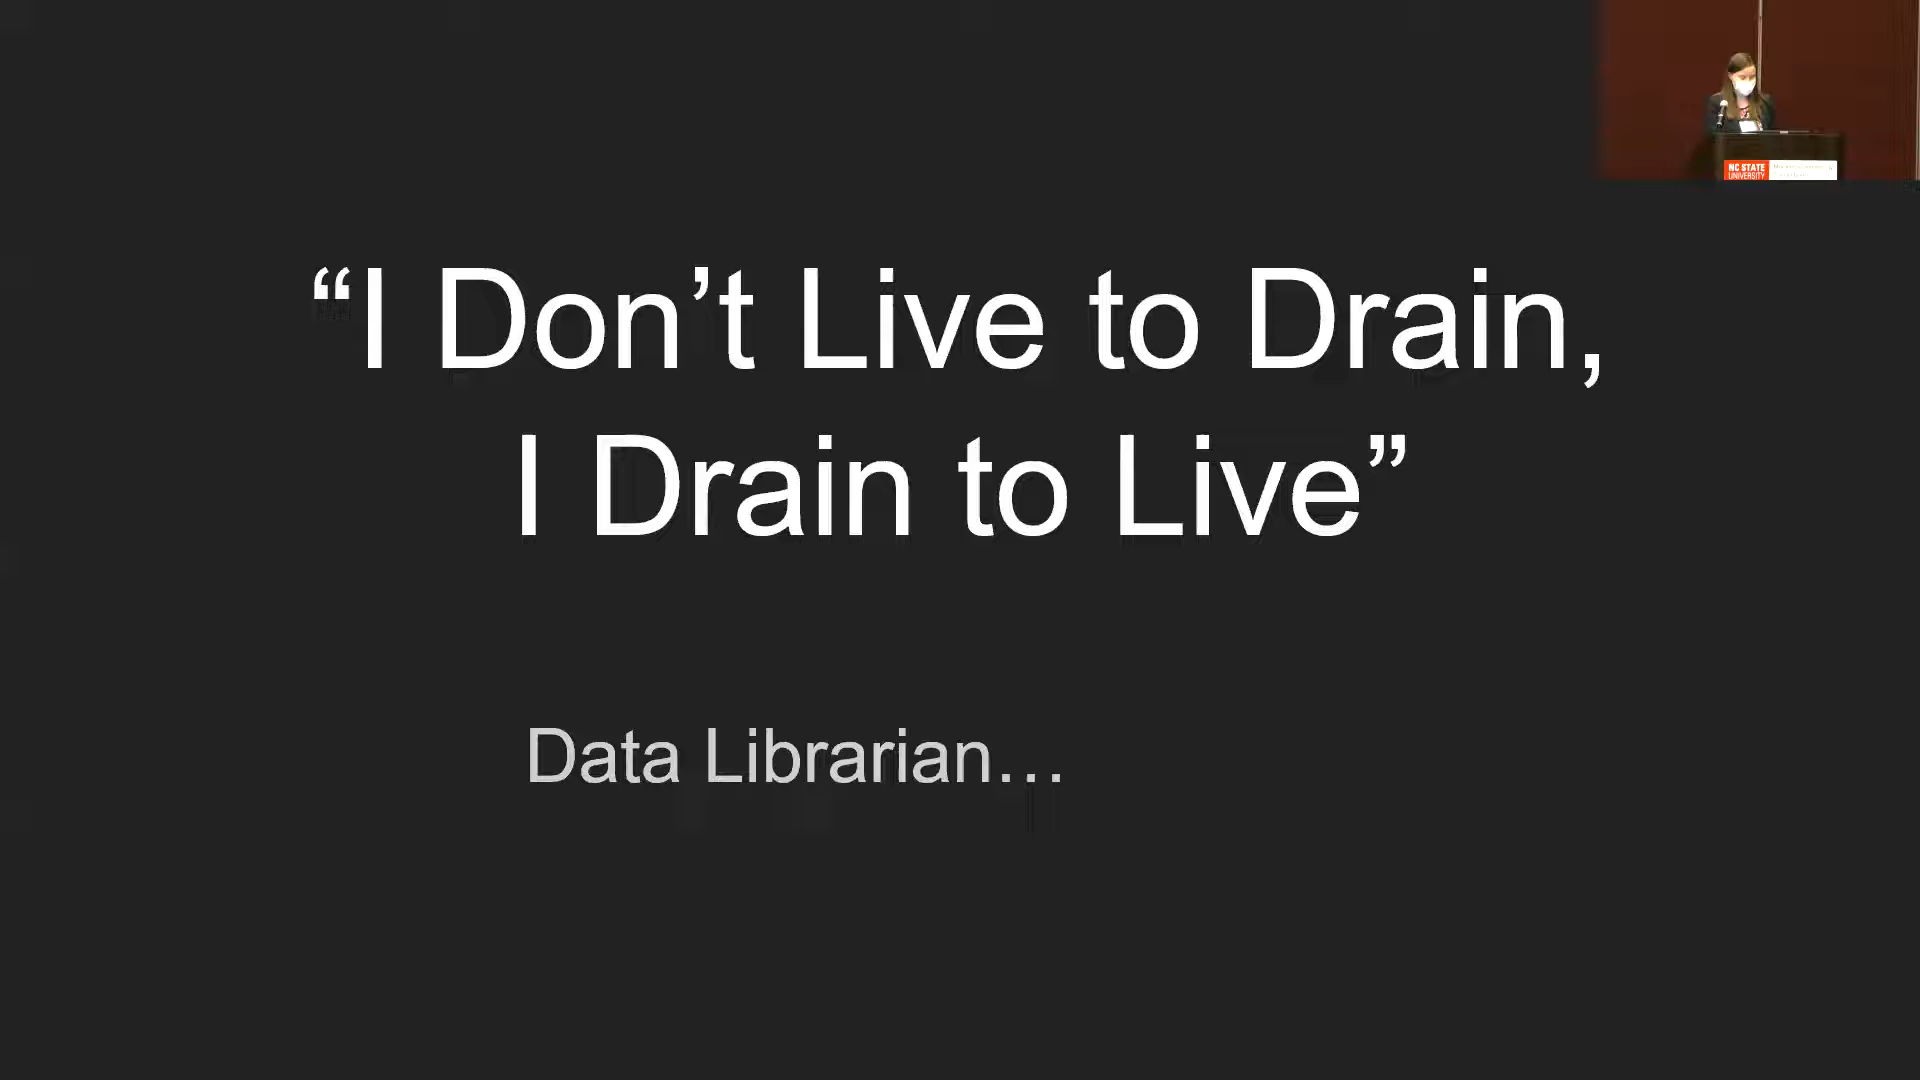 “I Don’t Live to Drain,
I Drain to Live”
Data Librarian…
NC STATE
UNIVERSITY